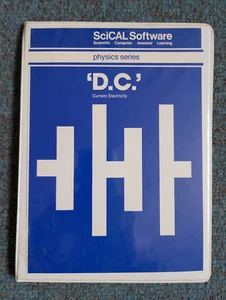 SciCAL Software
Scientific Computer Assisted Learning
physics series
‘D.C.’
Current Electricity